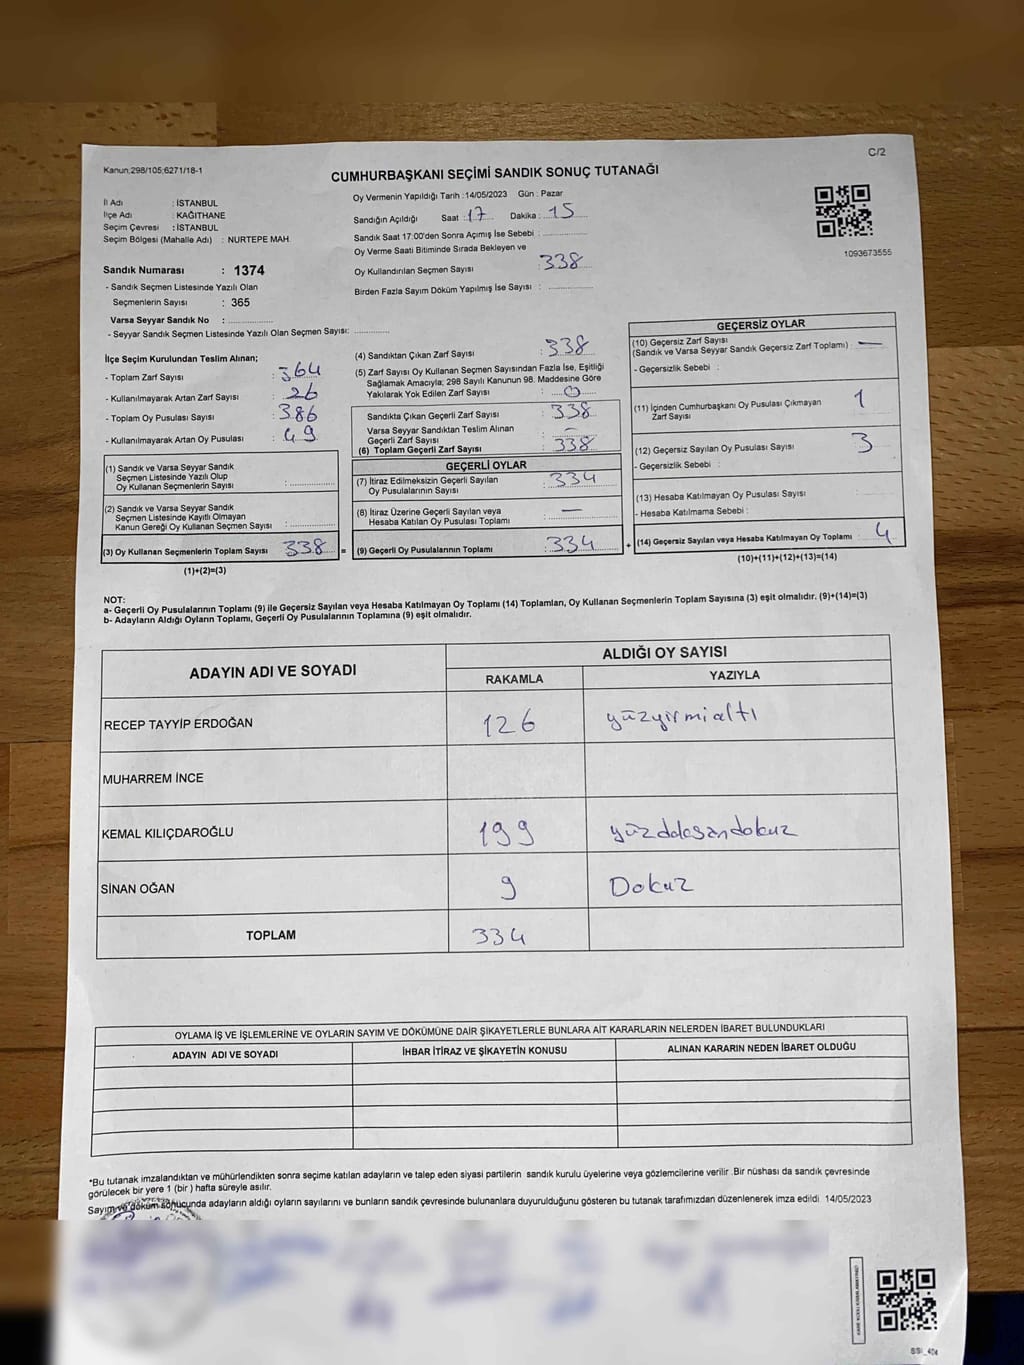 Kanun:298/105;6271/18-1
C/2
CUMHURBAŞKANI SEÇİMİ SANDIK SONUÇ TUTANAĞI
İl Adı : İSTANBUL
İlçe Adı : KAĞITHANE
Seçim Çevresi : İSTANBUL
Seçim Bölgesi (Mahalle Adı) : NURTEPE MAH.
Sandık Numarası : 1374
- Sandık Seçmen Listesinde Yazılı Olan
Seçmenlerin Sayısı : 365
Varsa Seyyar Sandık No :
- Seyyar Sandık Seçmen Listesinde Yazılı Olan Seçmen Sayısı:
Oy Vermenin Yapıldığı Tarih :14/05/2023 Gün : Pazar
Sandığın Açıldığı Saat : 17 Dakika : 15
Sandık Saat 17:00'den Sonra Açımış İse Sebebi :
Oy Verme Saati Bitiminde Sırada Bekleyen ve
Oy Kullandırılan Seçmen Sayısı : 338
Birden Fazla Sayım Döküm Yapılmış İse Sayısı :
1093673555
İlçe Seçim Kurulundan Teslim Alınan;
- Toplam Zarf Sayısı : 364
- Kullanılmayarak Artan Zarf Sayısı : 26
- Toplam Oy Pusulası Sayısı : 386
- Kullanılmayarak Artan Oy Pusulası : 49
(1) Sandık ve Varsa Seyyar Sandık
Seçmen Listesinde Yazılı Olup
Oy Kullanan Seçmenlerin Sayısı :
(2) Sandık ve Varsa Seyyar Sandık
Seçmen Listesinde Kayıtlı Olmayan
Kanun Gereği Oy Kullanan Seçmen Sayısı :
(3) Oy Kullanan Seçmenlerin Toplam Sayısı : 338 =
(1)+(2)=(3)
(4) Sandıktan Çıkan Zarf Sayısı : 338
(5) Zarf Sayısı Oy Kullanan Seçmen Sayısından Fazla İse, Eşitliği
Sağlamak Amacıyla; 298 Sayılı Kanunun 98. Maddesine Göre
Yakılarak Yok Edilen Zarf Sayısı : 0
Sandıkta Çıkan Geçerli Zarf Sayısı : 338
Varsa Seyyar Sandıktan Teslim Alınan
Geçerli Zarf Sayısı : -
(6) Toplam Geçerli Zarf Sayısı : 338
GEÇERLİ OYLAR
(7) İtiraz Edilmeksizin Geçerli Sayılan
Oy Pusulalarının Sayısı : 334
(8) İtiraz Üzerine Geçerli Sayılan veya
Hesaba Katılan Oy Pusulası Toplamı : —
(9) Geçerli Oy Pusulalarının Toplamı : 334 +
GEÇERSİZ OYLAR
(10) Geçersiz Zarf Sayısı
(Sandık ve Varsa Seyyar Sandık Geçersiz Zarf Toplamı) : —
- Geçersizlik Sebebi :
(11) İçinden Cumhurbaşkanı Oy Pusulası Çıkmayan
Zarf Sayısı : 1
(12) Geçersiz Sayılan Oy Pusulası Sayısı : 3
- Geçersizlik Sebebi :
(13) Hesaba Katılmayan Oy Pusulası Sayısı :
- Hesaba Katılmama Sebebi :
(14) Geçersiz Sayılan veya Hesaba Katılmayan Oy Toplamı : 4
(10)+(11)+(12)+(13)=(14)
NOT:
a- Geçerli Oy Pusulalarının Toplamı (9) ile Geçersiz Sayılan veya Hesaba Katılmayan Oy Toplamı (14) Toplamları, Oy Kullanan Seçmenlerin Toplam Sayısına (3) eşit olmalıdır. (9)+(14)=(3)
b- Adayların Aldığı Oyların Toplamı, Geçerli Oy Pusulalarının Toplamına (9) eşit olmalıdır.
ADAYIN ADI VE SOYADI ALDIĞI OY SAYISI
RAKAMLA YAZIYLA
RECEP TAYYİP ERDOĞAN 126 yüzyirmialtı
MUHARREM İNCE
KEMAL KILIÇDAROĞLU 199 yüzdoksandokuz
SİNAN OĞAN 9 Dokuz
TOPLAM 334
OYLAMA İŞ VE İŞLEMLERİNE VE OYLARIN SAYIM VE DÖKÜMÜNE DAİR ŞİKAYETLERLE BUNLARA AİT KARARLARIN NELERDEN İBARET BULUNDUKLARI
ADAYIN ADI VE SOYADI İHBAR İTİRAZ VE ŞİKAYETİN KONUSU ALINAN KARARIN NEDEN İBARET OLDUĞU
*Bu tutanak imzalandıktan ve mühürlendikten sonra seçime katılan adayların ve talep eden siyasi partilerin sandık kurulu üyelerine veya gözlemcilerine verilir .Bir nüshası da sandık çevresinde
görülecek bir yere 1 (bir ) hafta süreyle asılır.
Sayım ve döküm sonucunda adayların aldığı oyların sayılarını ve bunların sandık çevresinde bulunanlara duyurulduğunu gösteren bu tutanak tarafımızdan düzenlenerek imza edildi. 14/05/2023